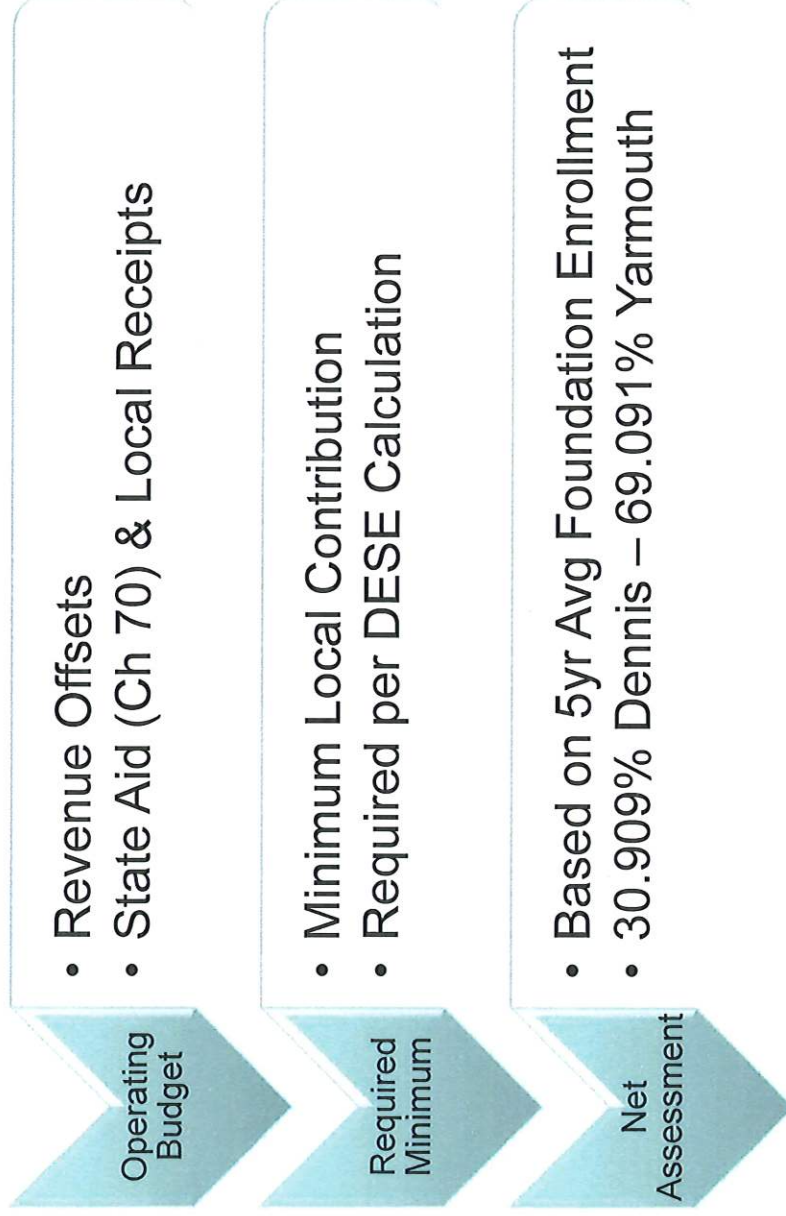 Operating
Budget
• Revenue Offsets
• State Aid (Ch 70) & Local Receipts
Required
Minimum
• Minimum Local Contribution
• Required per DESE Calculation
Net
Assessment
• Based on 5yr Avg Foundation Enrollment
• 30.909% Dennis – 69.091% Yarmouth